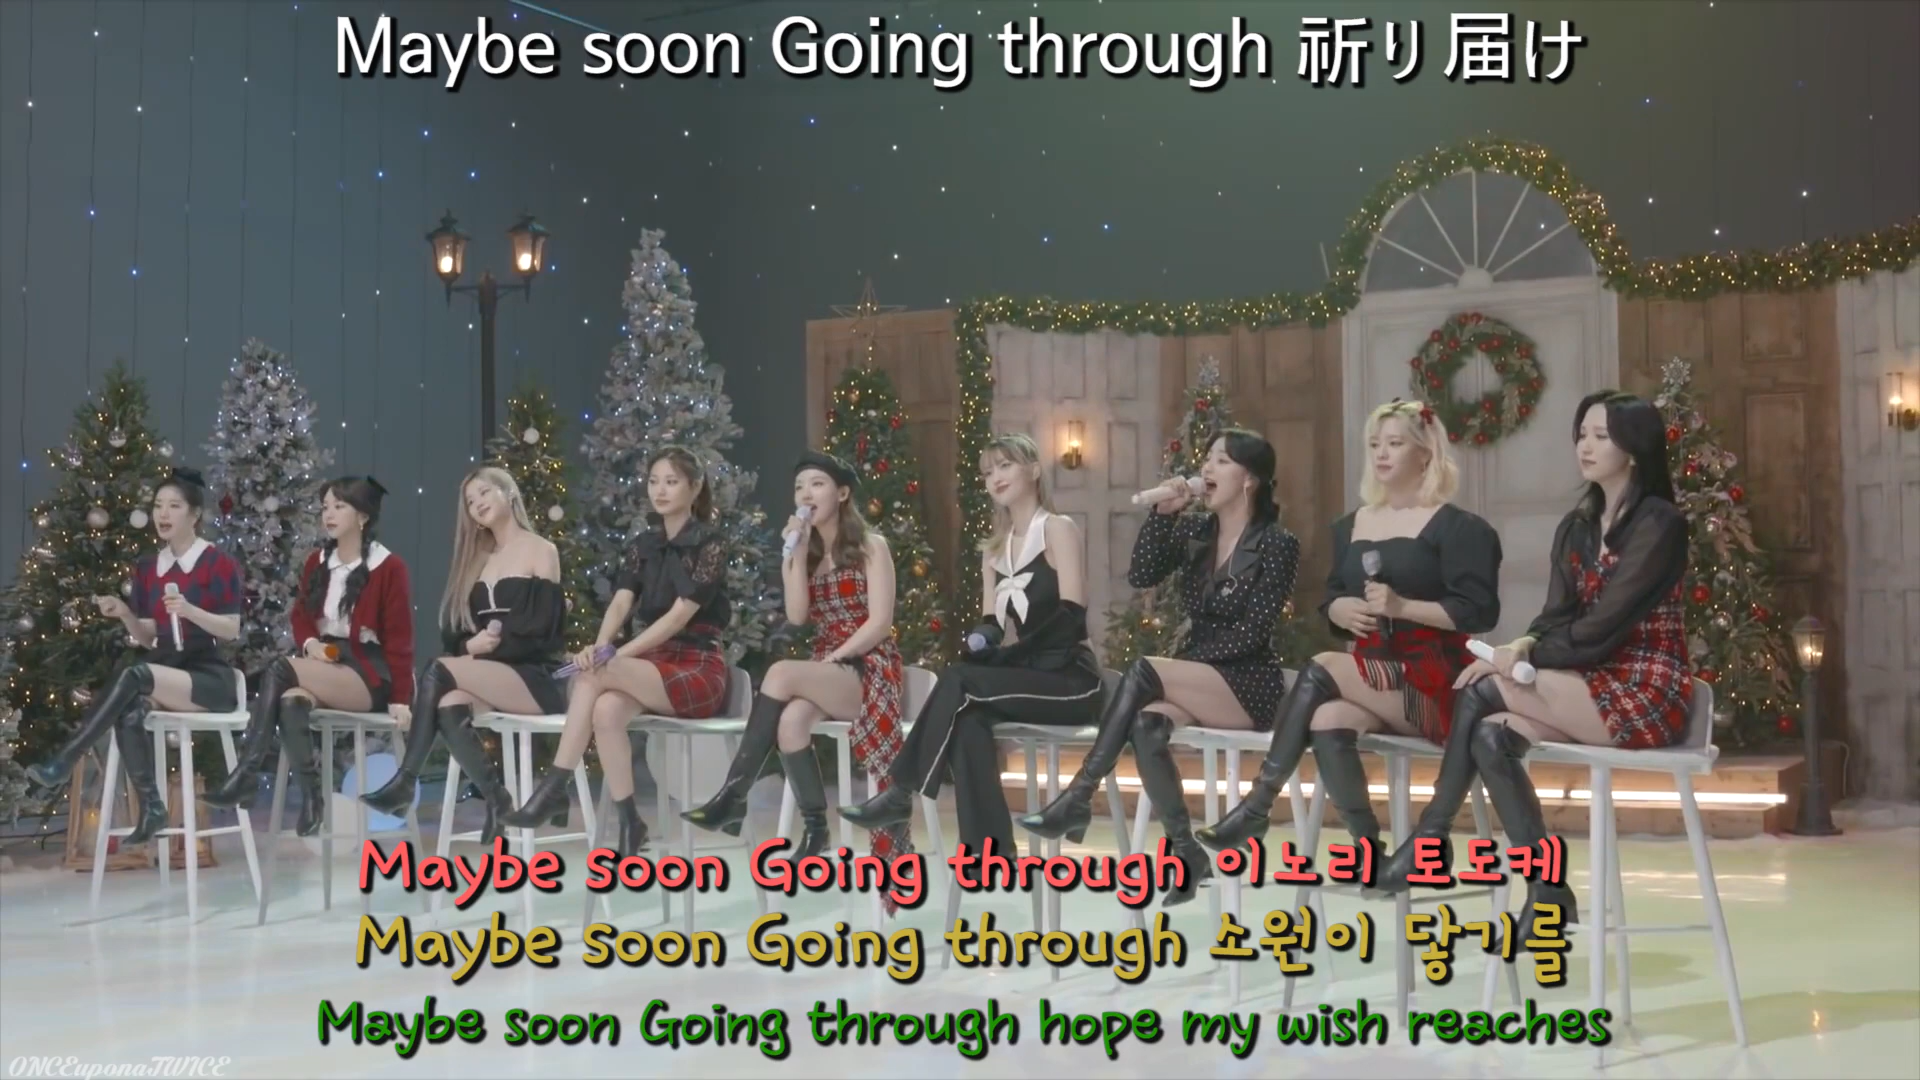 Maybe soon Going through 祈り届け
Maybe soon Going through 이노리 토도케
Maybe soon Going through 소원이 닿기를
Maybe soon Going through hope my wish reaches
ONCEuponaTWICE